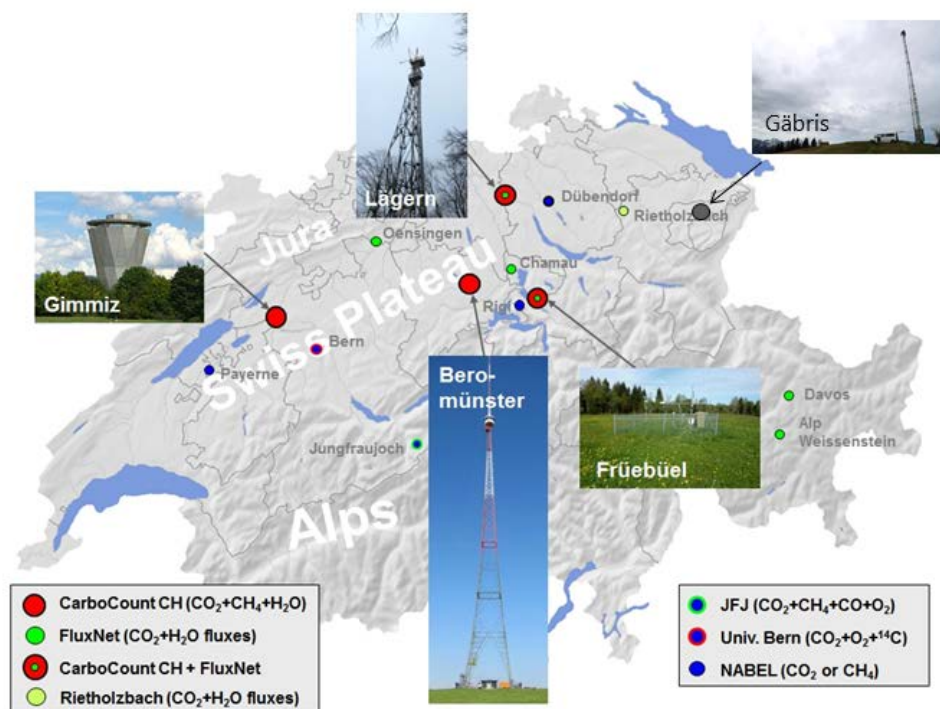 Gäbris
Lägern
Dübendorf
Rietholzbach
Oensingen
Jura
Gimmiz
Chamau
Swiss Plateau
Rigi
Bern
Payerne
Bero-
münster
Davos
Alp
Weissenstein
Früebüel
Jungfraujoch
Alps
CarboCount CH (CO₂+CH₄+H₂O)
FluxNet (CO₂+H₂O fluxes)
CarboCount CH + FluxNet
Rietholzbach (CO₂+H₂O fluxes)
JFJ (CO₂+CH₄+CO+O₂)
Univ. Bern (CO₂+O₂+¹⁴C)
NABEL (CO₂ or CH₄)